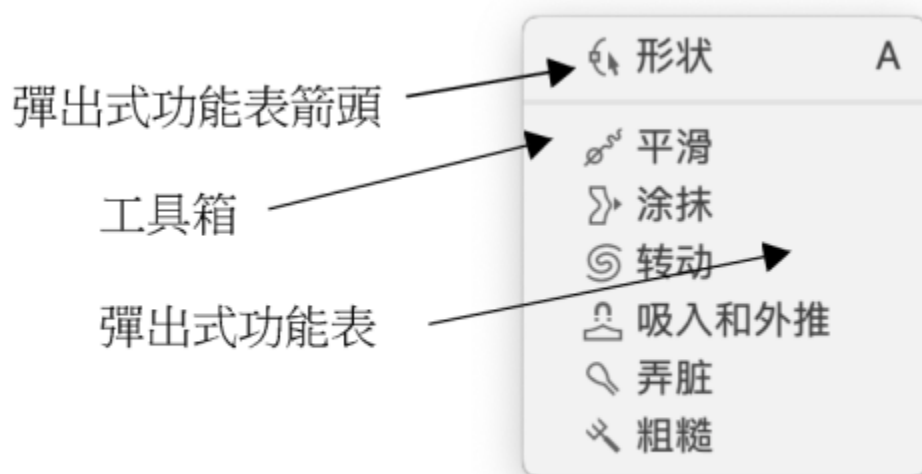 形状 A
彈出式功能表箭頭
平滑
工具箱
涂抹
转动
彈出式功能表
吸入和外推
弄脏
粗糙